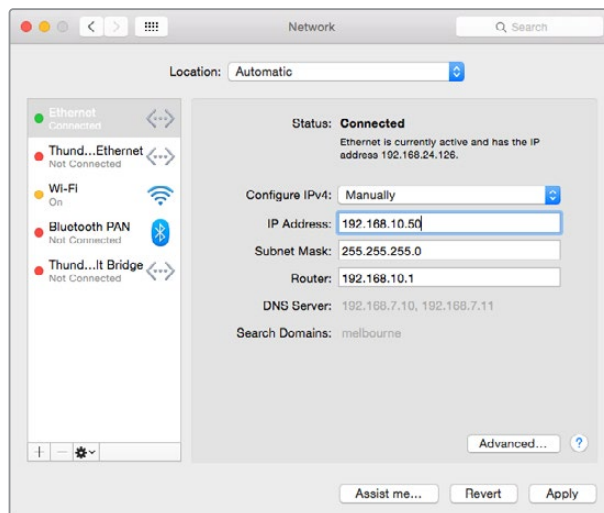 Network
Search
Location: Automatic
Ethernet
Connected
Thund...Ethernet
Not Connected
Wi-Fi
On
Bluetooth PAN
Not Connected
Thund...lt Bridge
Not Connected
Status: Connected
Ethernet is currently active and has the IP
address 192.168.24.126.
Configure IPv4: Manually
IP Address: 192.168.10.50
Subnet Mask: 255.255.255.0
Router: 192.168.10.1
DNS Server: 192.168.7.10, 192.168.7.11
Search Domains: melbourne
Advanced... ?
+ −
Assist me... Revert Apply